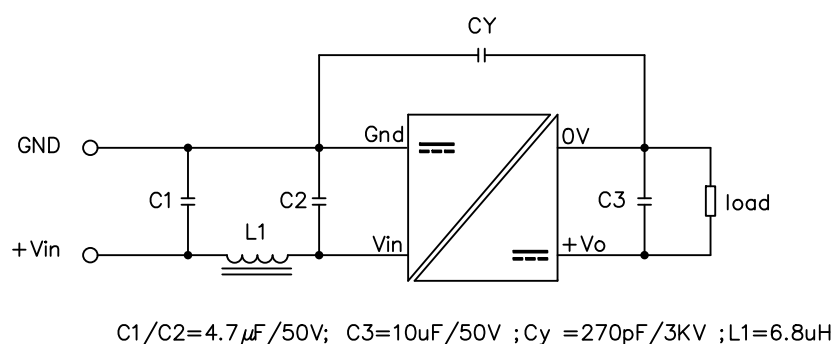 CY
GND
Gnd
0V
C1
C2
C3
load
L1
+Vin
Vin
+Vo
C1/C2=4.7μF/50V; C3=10uF/50V ;Cy =270pF/3KV ;L1=6.8uH